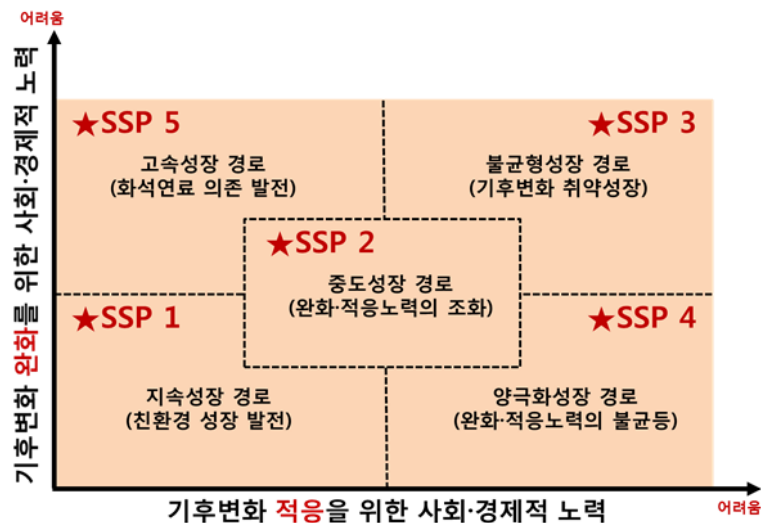 어려움
기후변화 완화를 위한 사회·경제적 노력
★SSP 5
고속성장 경로
(화석연료 의존 발전)
★SSP 3
불균형성장 경로
(기후변화 취약성장)
★SSP 2
중도성장 경로
(완화·적응노력의 조화)
★SSP 1
지속성장 경로
(친환경 성장 발전)
★SSP 4
양극화성장 경로
(완화·적응노력의 불균등)
기후변화 적응을 위한 사회·경제적 노력
어려움